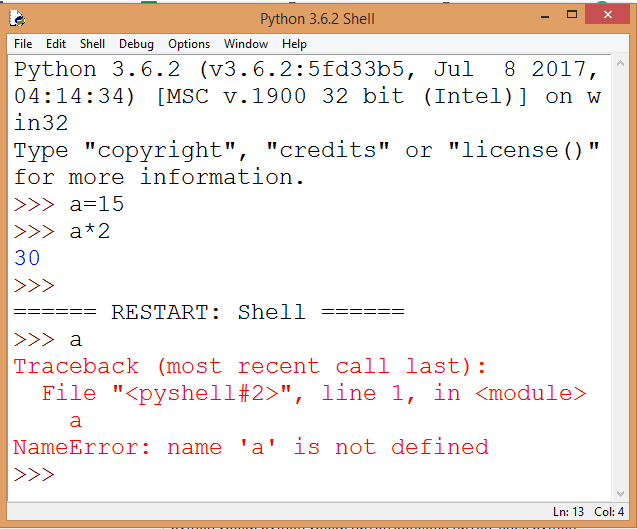 Python 3.6.2 Shell
File Edit Shell Debug Options Window Help
Python 3.6.2 (v3.6.2:5fd33b5, Jul  8 2017,
04:14:34) [MSC v.1900 32 bit (Intel)] on w
in32
Type "copyright", "credits" or "license()"
for more information.
>>> a=15
>>> a*2
30
>>>
====== RESTART: Shell ======
>>> a
Traceback (most recent call last):
  File "<pyshell#2>", line 1, in <module>
    a
NameError: name 'a' is not defined
>>>
Ln: 13 Col: 4